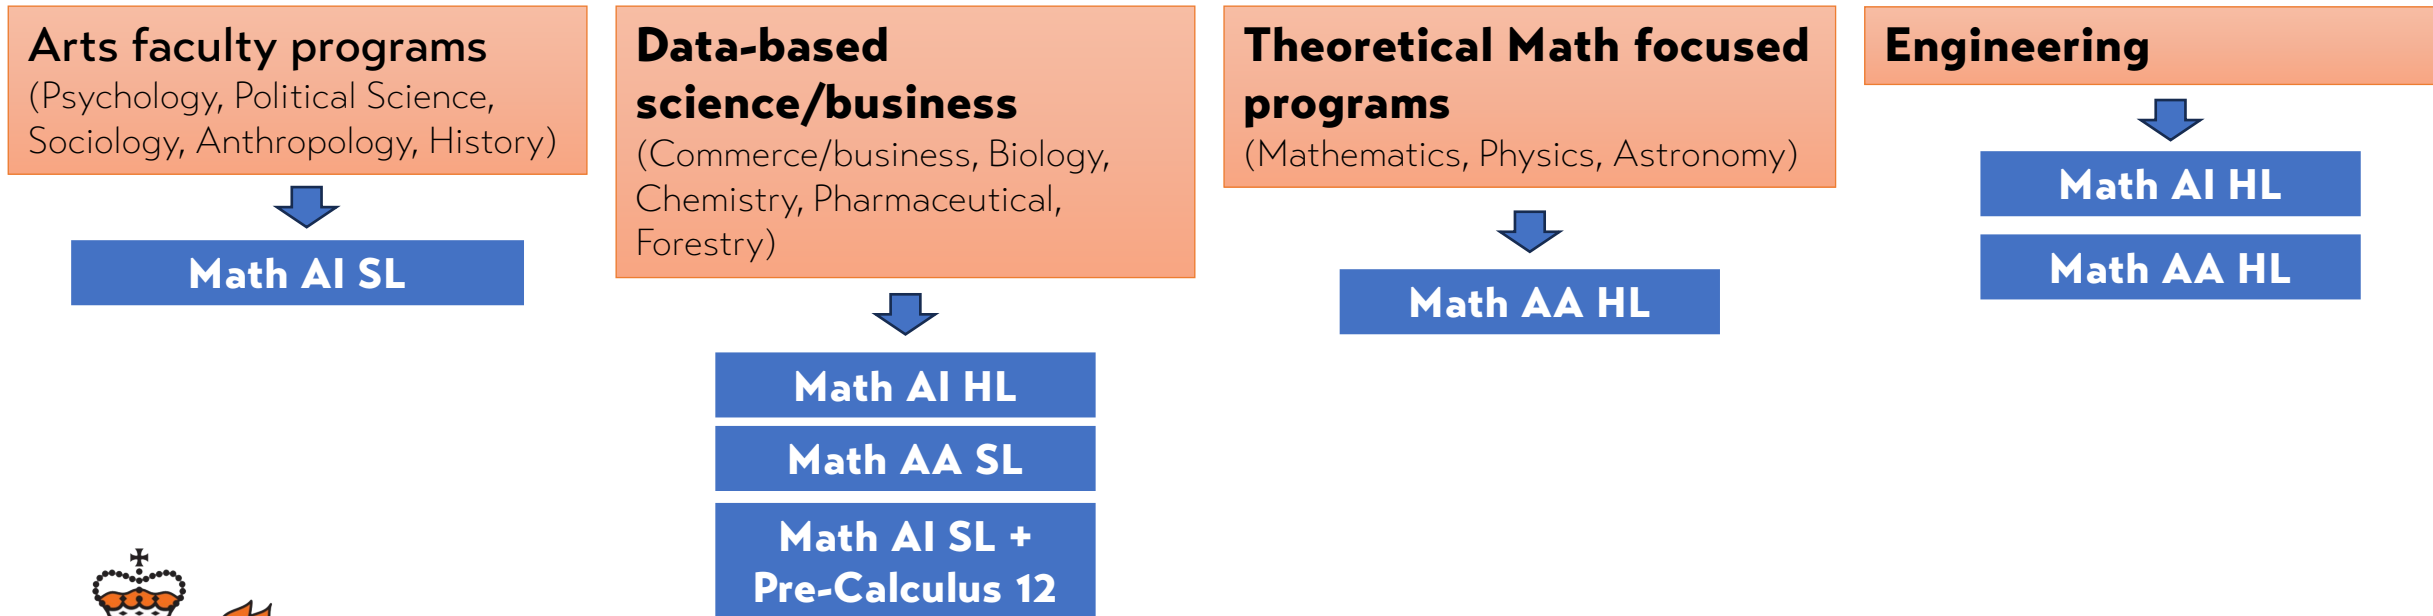 Arts faculty programs
(Psychology, Political Science,
Sociology, Anthropology, History)
Math AI SL
Data-based
science/business
(Commerce/business, Biology,
Chemistry, Pharmaceutical,
Forestry)
Math AI HL
Math AA SL
Math AI SL +
Pre-Calculus 12
Theoretical Math focused
programs
(Mathematics, Physics, Astronomy)
Math AA HL
Engineering
Math AI HL
Math AA HL